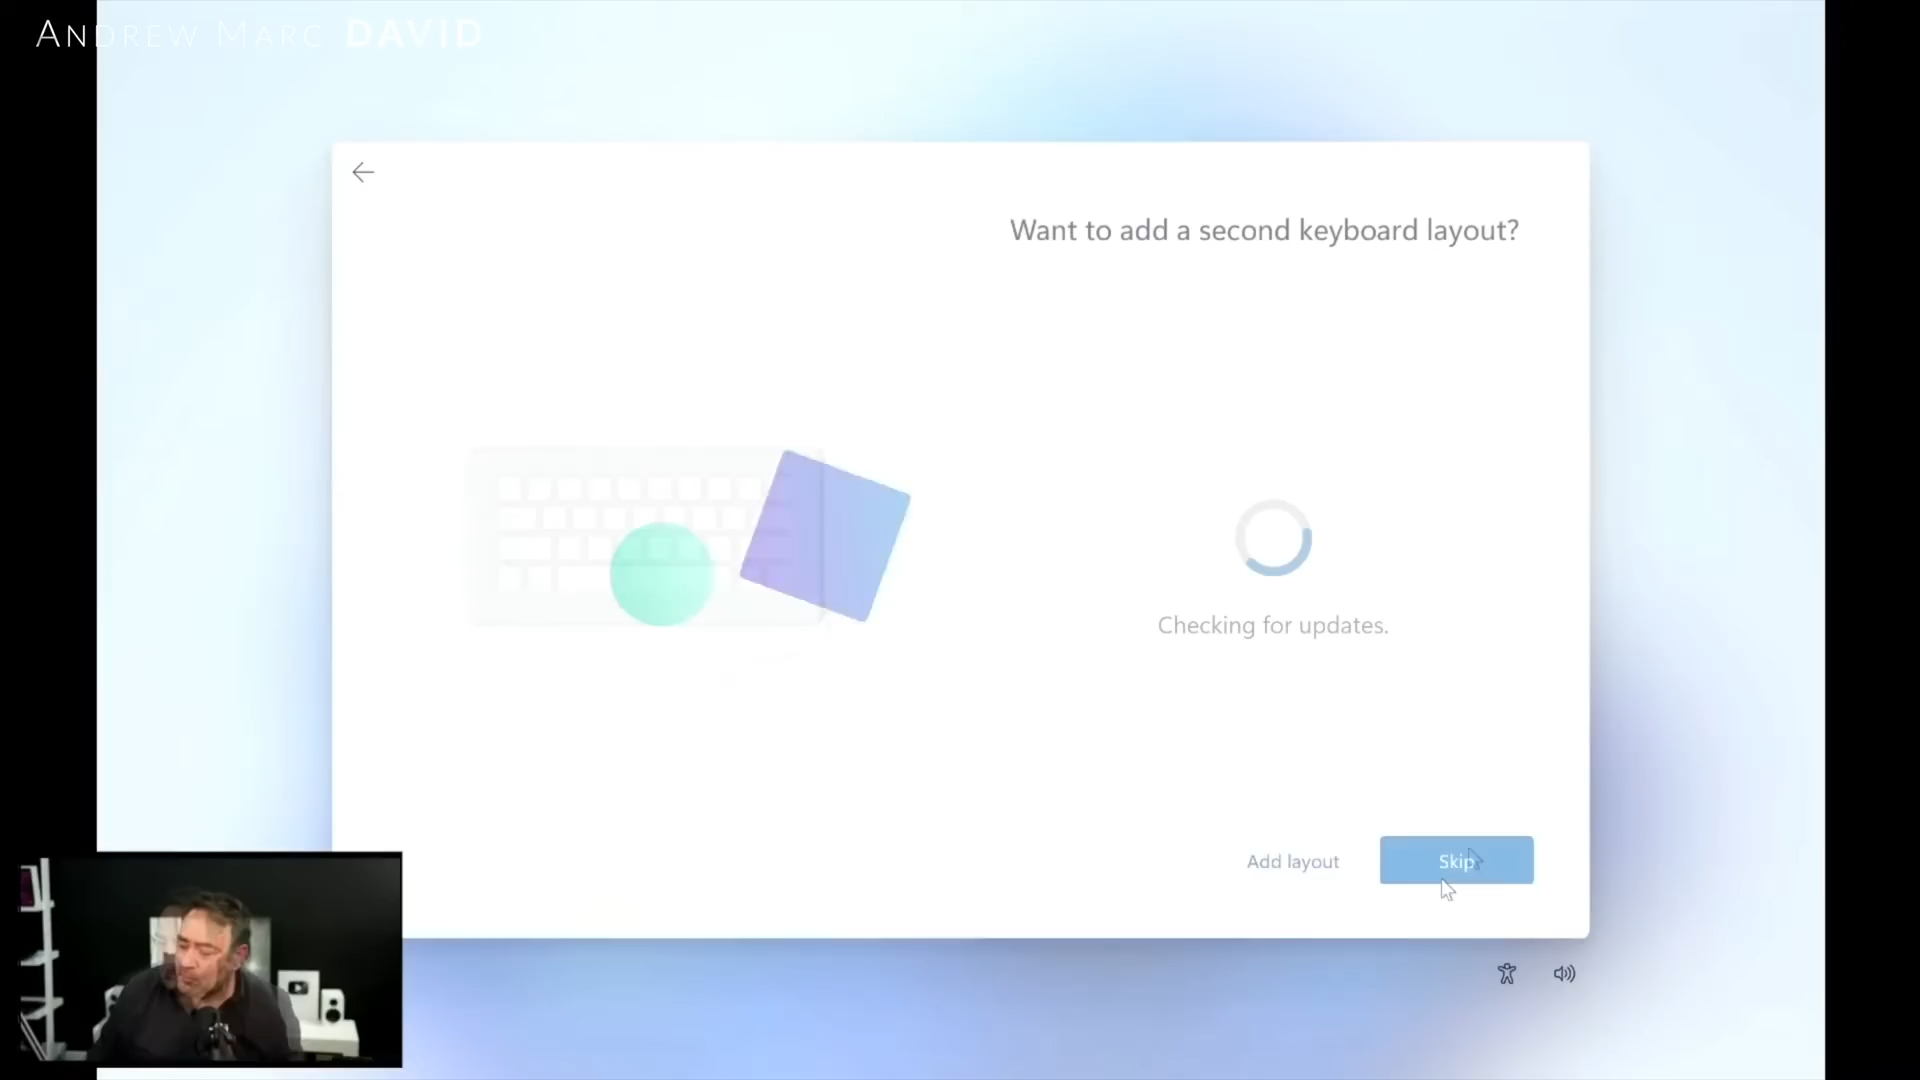 ANDREW MARC DAVID
Want to add a second keyboard layout?
Checking for updates.
Add layout
Skip